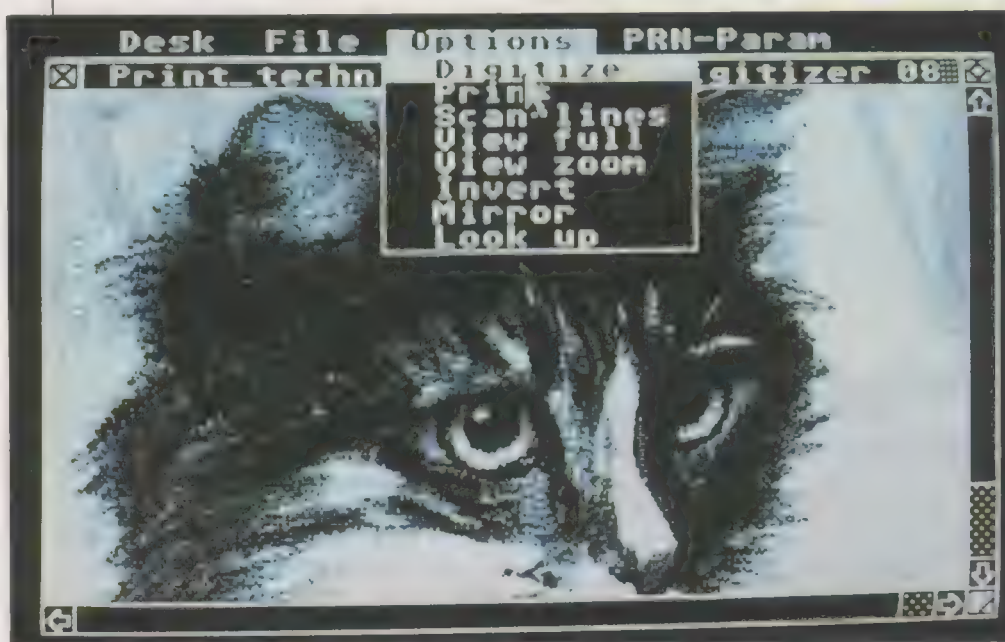 Desk File Options PRN-Param
Print_techn gitizer 08
Digitize
Print
Scan lines
View full
View zoom
Invert
Mirror
Look up